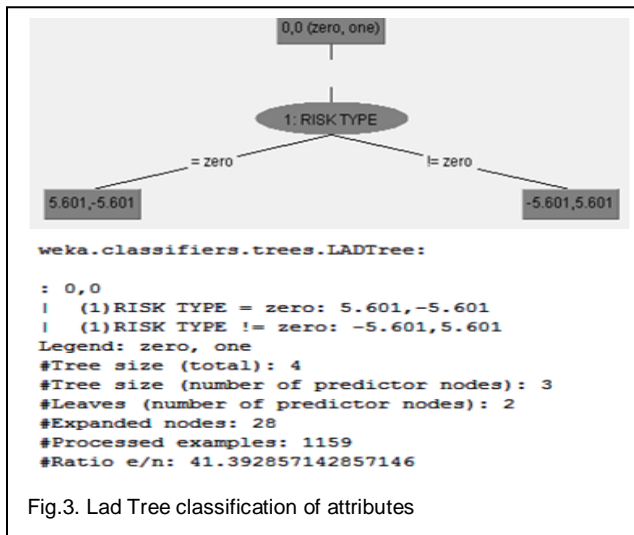 0,0 (zero, one)
1: RISK TYPE
= zero
!= zero
5.601,-5.601
-5.601,5.601
weka.classifiers.trees.LADTree:
: 0,0
|   (1)RISK TYPE = zero: 5.601,-5.601
|   (1)RISK TYPE != zero: -5.601,5.601
Legend: zero, one
#Tree size (total): 4
#Tree size (number of predictor nodes): 3
#Leaves (number of predictor nodes): 2
#Expanded nodes: 28
#Processed examples: 1159
#Ratio e/n: 41.392857142857146
Fig.3. Lad Tree classification of attributes